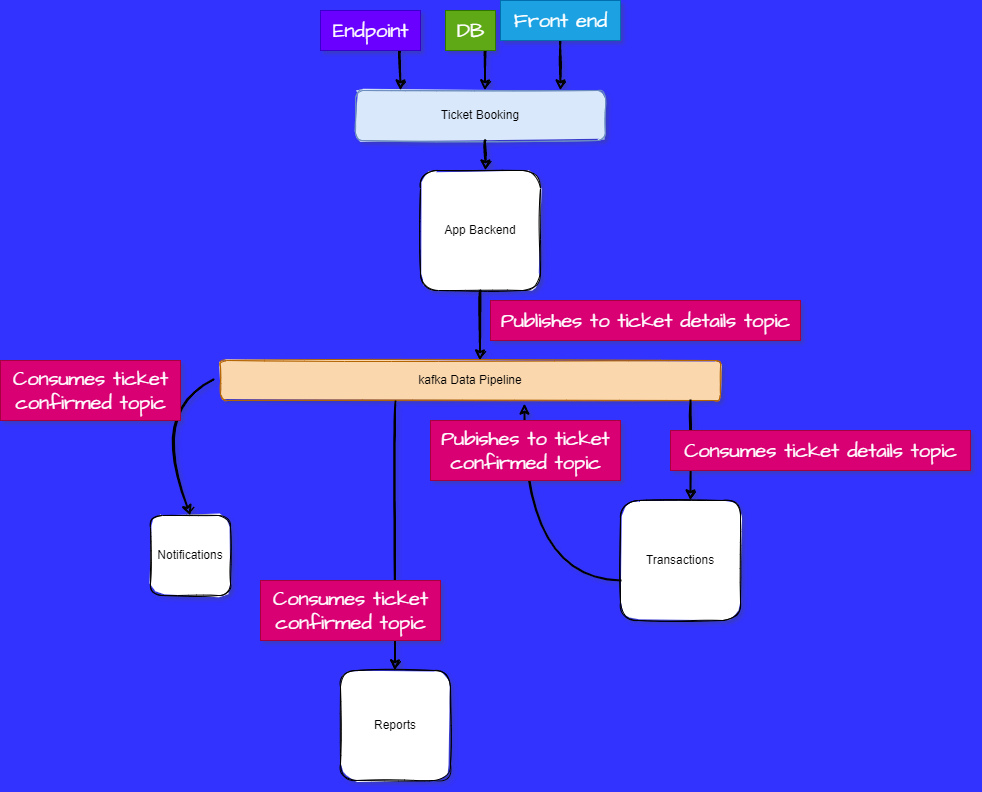 Endpoint
DB
Front end
Ticket Booking
App Backend
Publishes to ticket details topic
kafka Data Pipeline
Consumes ticket
confirmed topic
Pubishes to ticket
confirmed topic
Consumes ticket details topic
Notifications
Transactions
Consumes ticket
confirmed topic
Reports